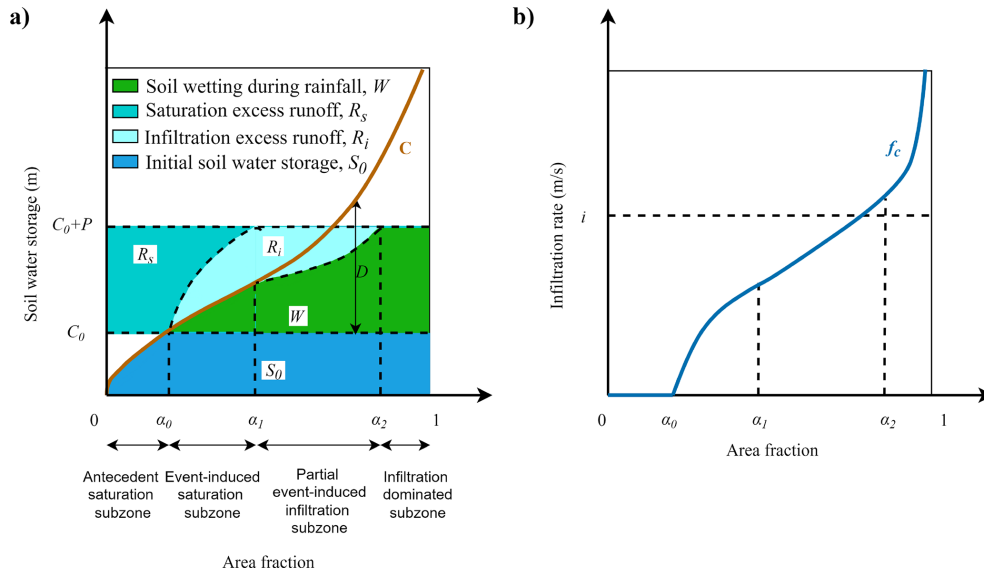 a)
Soil wetting during rainfall, W
Saturation excess runoff, Rs
Infiltration excess runoff, Ri
Initial soil water storage, S0
C
Soil water storage (m)
C0+P
C0
Rs
Ri
D
W
S0
0
α0
α1
α2
1
Antecedent
saturation
subzone
Event-induced
saturation
subzone
Partial
event-induced
infiltration
subzone
Infiltration
dominated
subzone
Area fraction
b)
fc
Infiltration rate (m/s)
i
0
α0
α1
α2
1
Area fraction